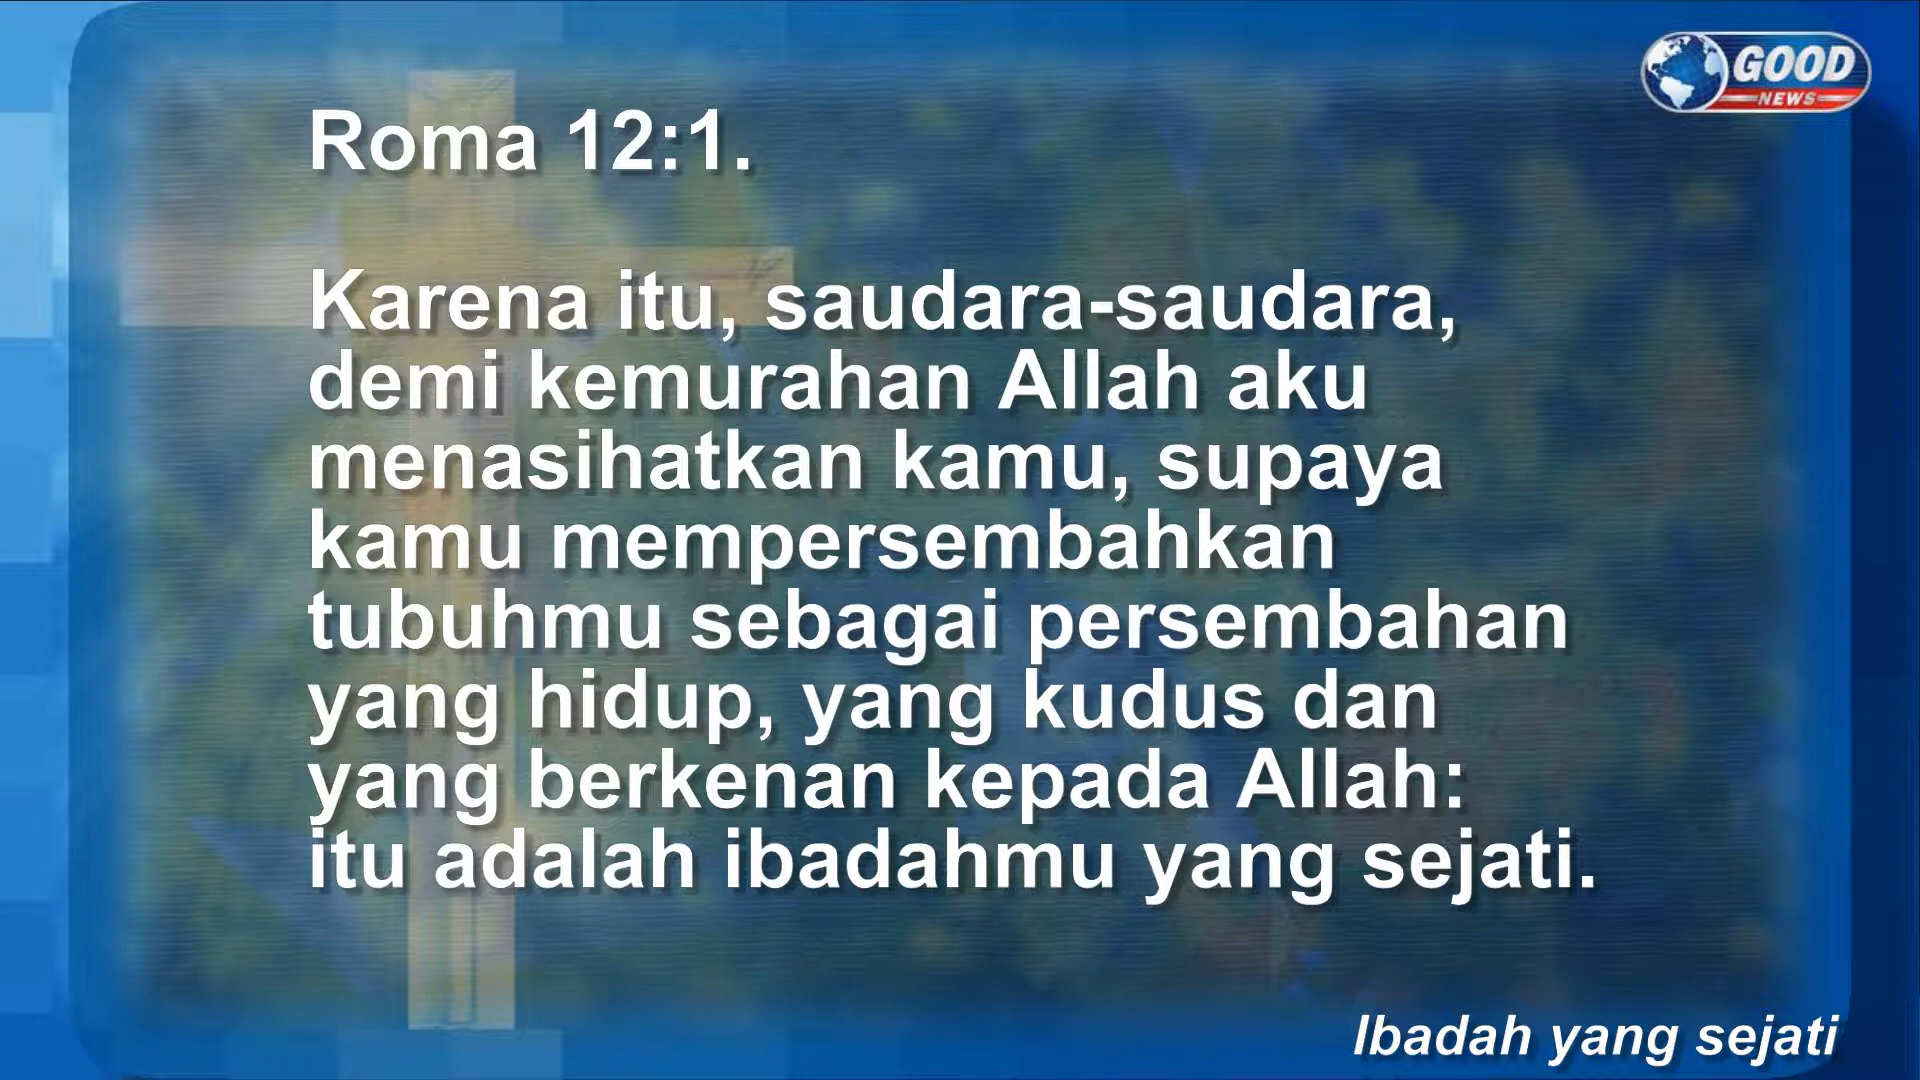 GOOD
NEWS
Roma 12:1.
Karena itu, saudara-saudara,
demi kemurahan Allah aku
menasihatkan kamu, supaya
kamu mempersembahkan
tubuhmu sebagai persembahan
yang hidup, yang kudus dan
yang berkenan kepada Allah:
itu adalah ibadahmu yang sejati.
Ibadah yang sejati